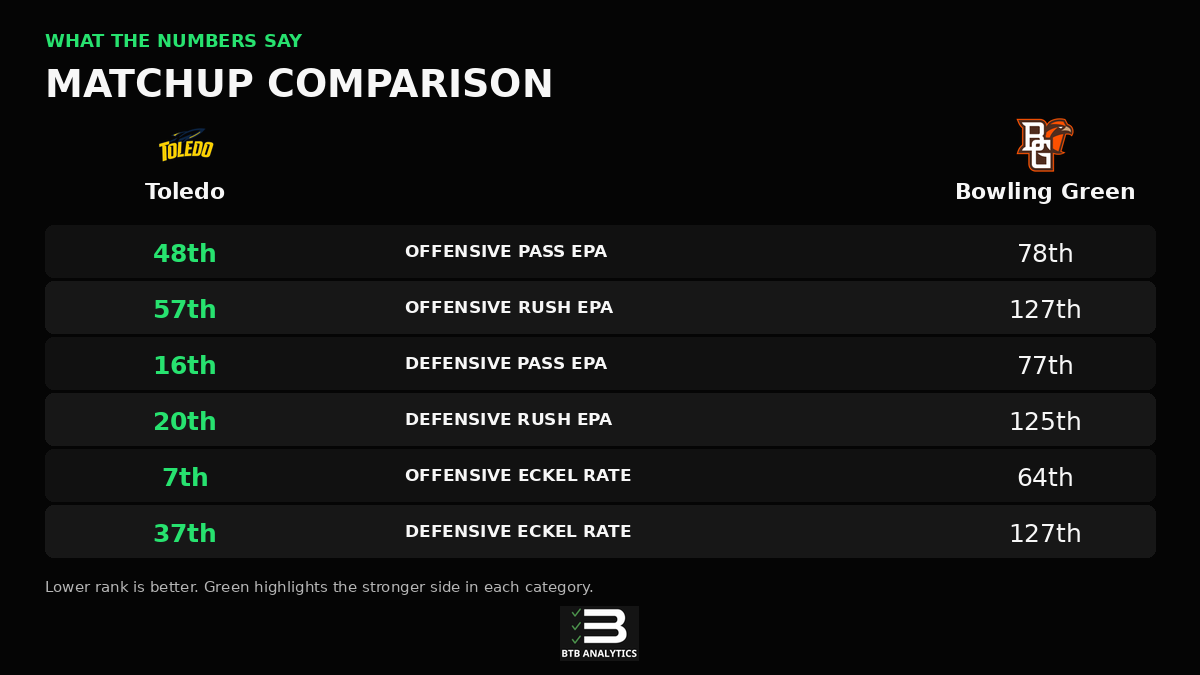 WHAT THE NUMBERS SAY
MATCHUP COMPARISON
TOLEDO
BG
Toledo
Bowling Green
48th OFFENSIVE PASS EPA 78th
57th OFFENSIVE RUSH EPA 127th
16th DEFENSIVE PASS EPA 77th
20th DEFENSIVE RUSH EPA 125th
7th OFFENSIVE ECKEL RATE 64th
37th DEFENSIVE ECKEL RATE 127th
Lower rank is better. Green highlights the stronger side in each category.
B
BTB ANALYTICS